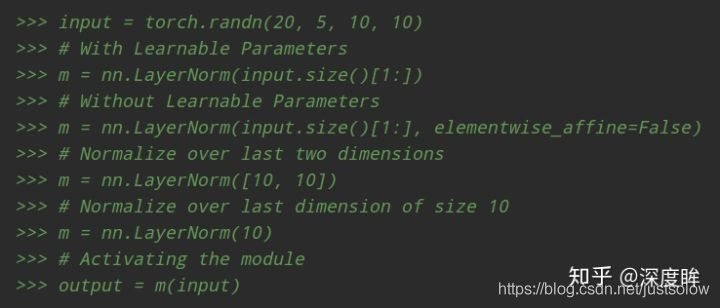 >>> input = torch.randn(20, 5, 10, 10)
>>> # With Learnable Parameters
>>> m = nn.LayerNorm(input.size()[1:])
>>> # Without Learnable Parameters
>>> m = nn.LayerNorm(input.size()[1:], elementwise_affine=False)
>>> # Normalize over last two dimensions
>>> m = nn.LayerNorm([10, 10])
>>> # Normalize over last dimension of size 10
>>> m = nn.LayerNorm(10)
>>> # Activating the module
>>> output = m(input)
知乎 @深度眸
https://blog.csdn.net/justsolow